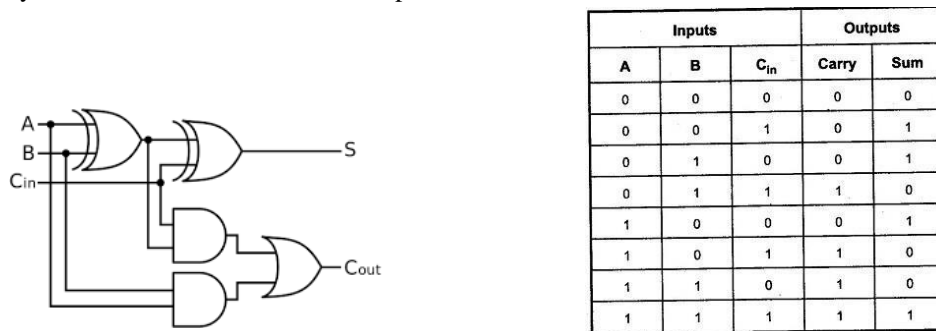 A
B
Cin
S
Cout
Inputs Outputs
A B Cin Carry Sum
0 0 0 0 0
0 0 1 0 1
0 1 0 0 1
0 1 1 1 0
1 0 0 0 1
1 0 1 1 0
1 1 0 1 0
1 1 1 1 1